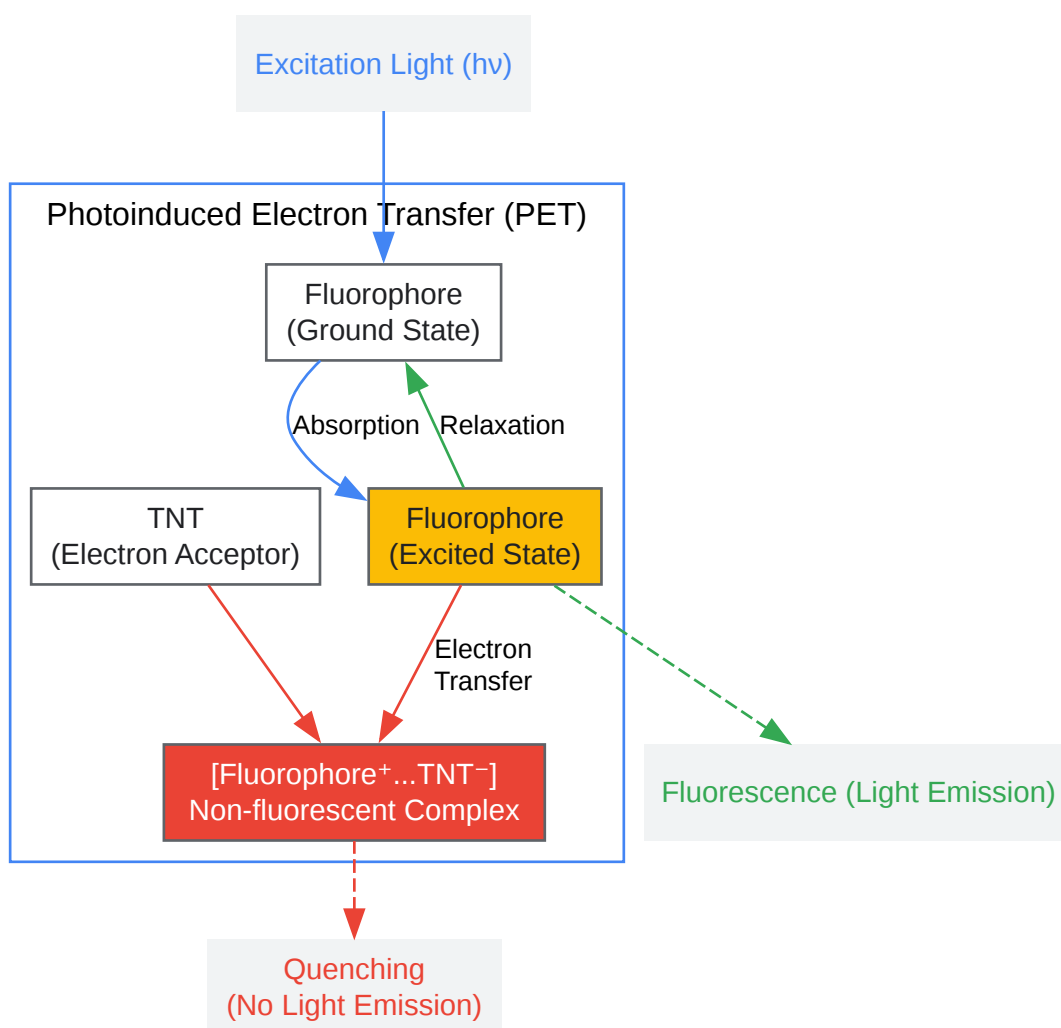 Excitation Light (hν)
Photoinduced Electron Transfer (PET)
Fluorophore
(Ground State)
Absorption
Relaxation
TNT
(Electron Acceptor)
Fluorophore
(Excited State)
Electron
Transfer
[Fluorophore⁺...TNT⁻]
Non-fluorescent Complex
Fluorescence (Light Emission)
Quenching
(No Light Emission)